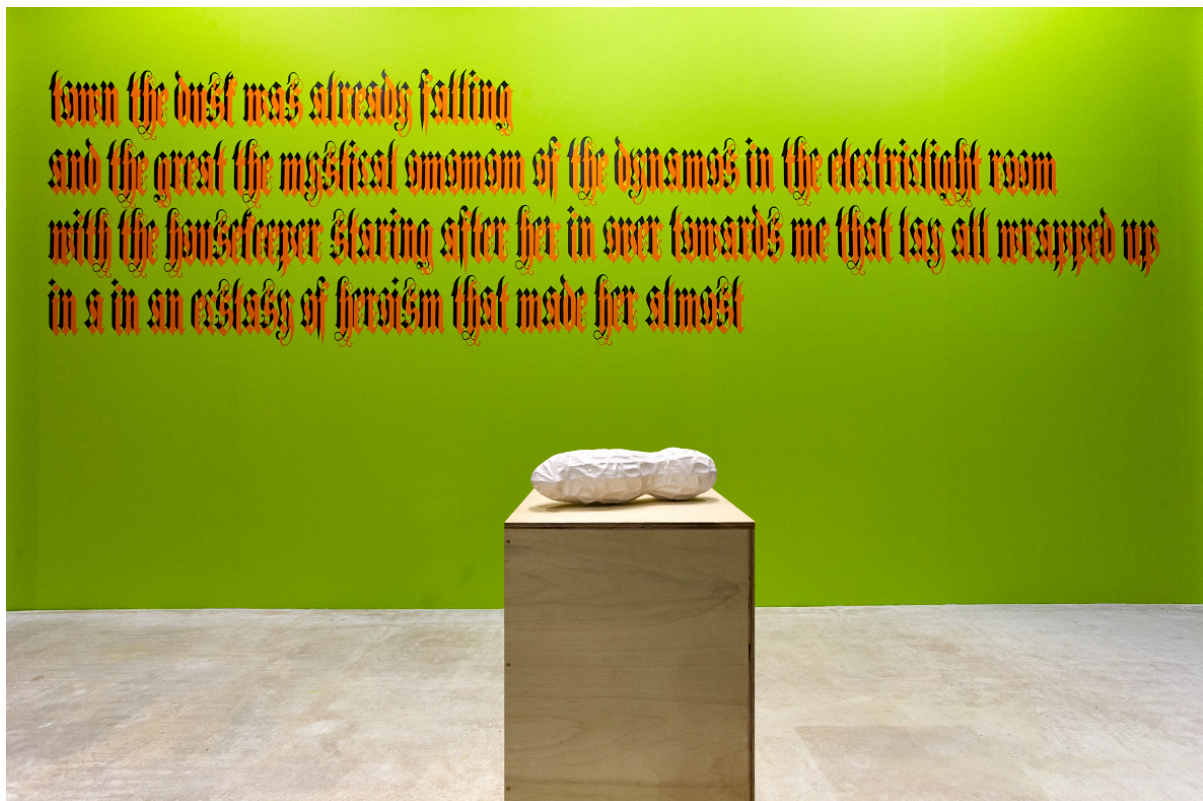 town the dust was already falling
and the great the mystical omomom of the dynamos in the electriclight room
with the housekeeper staring after her in over towards me that lay all wrapped up
in a in an ecstasy of heroism that made her almost